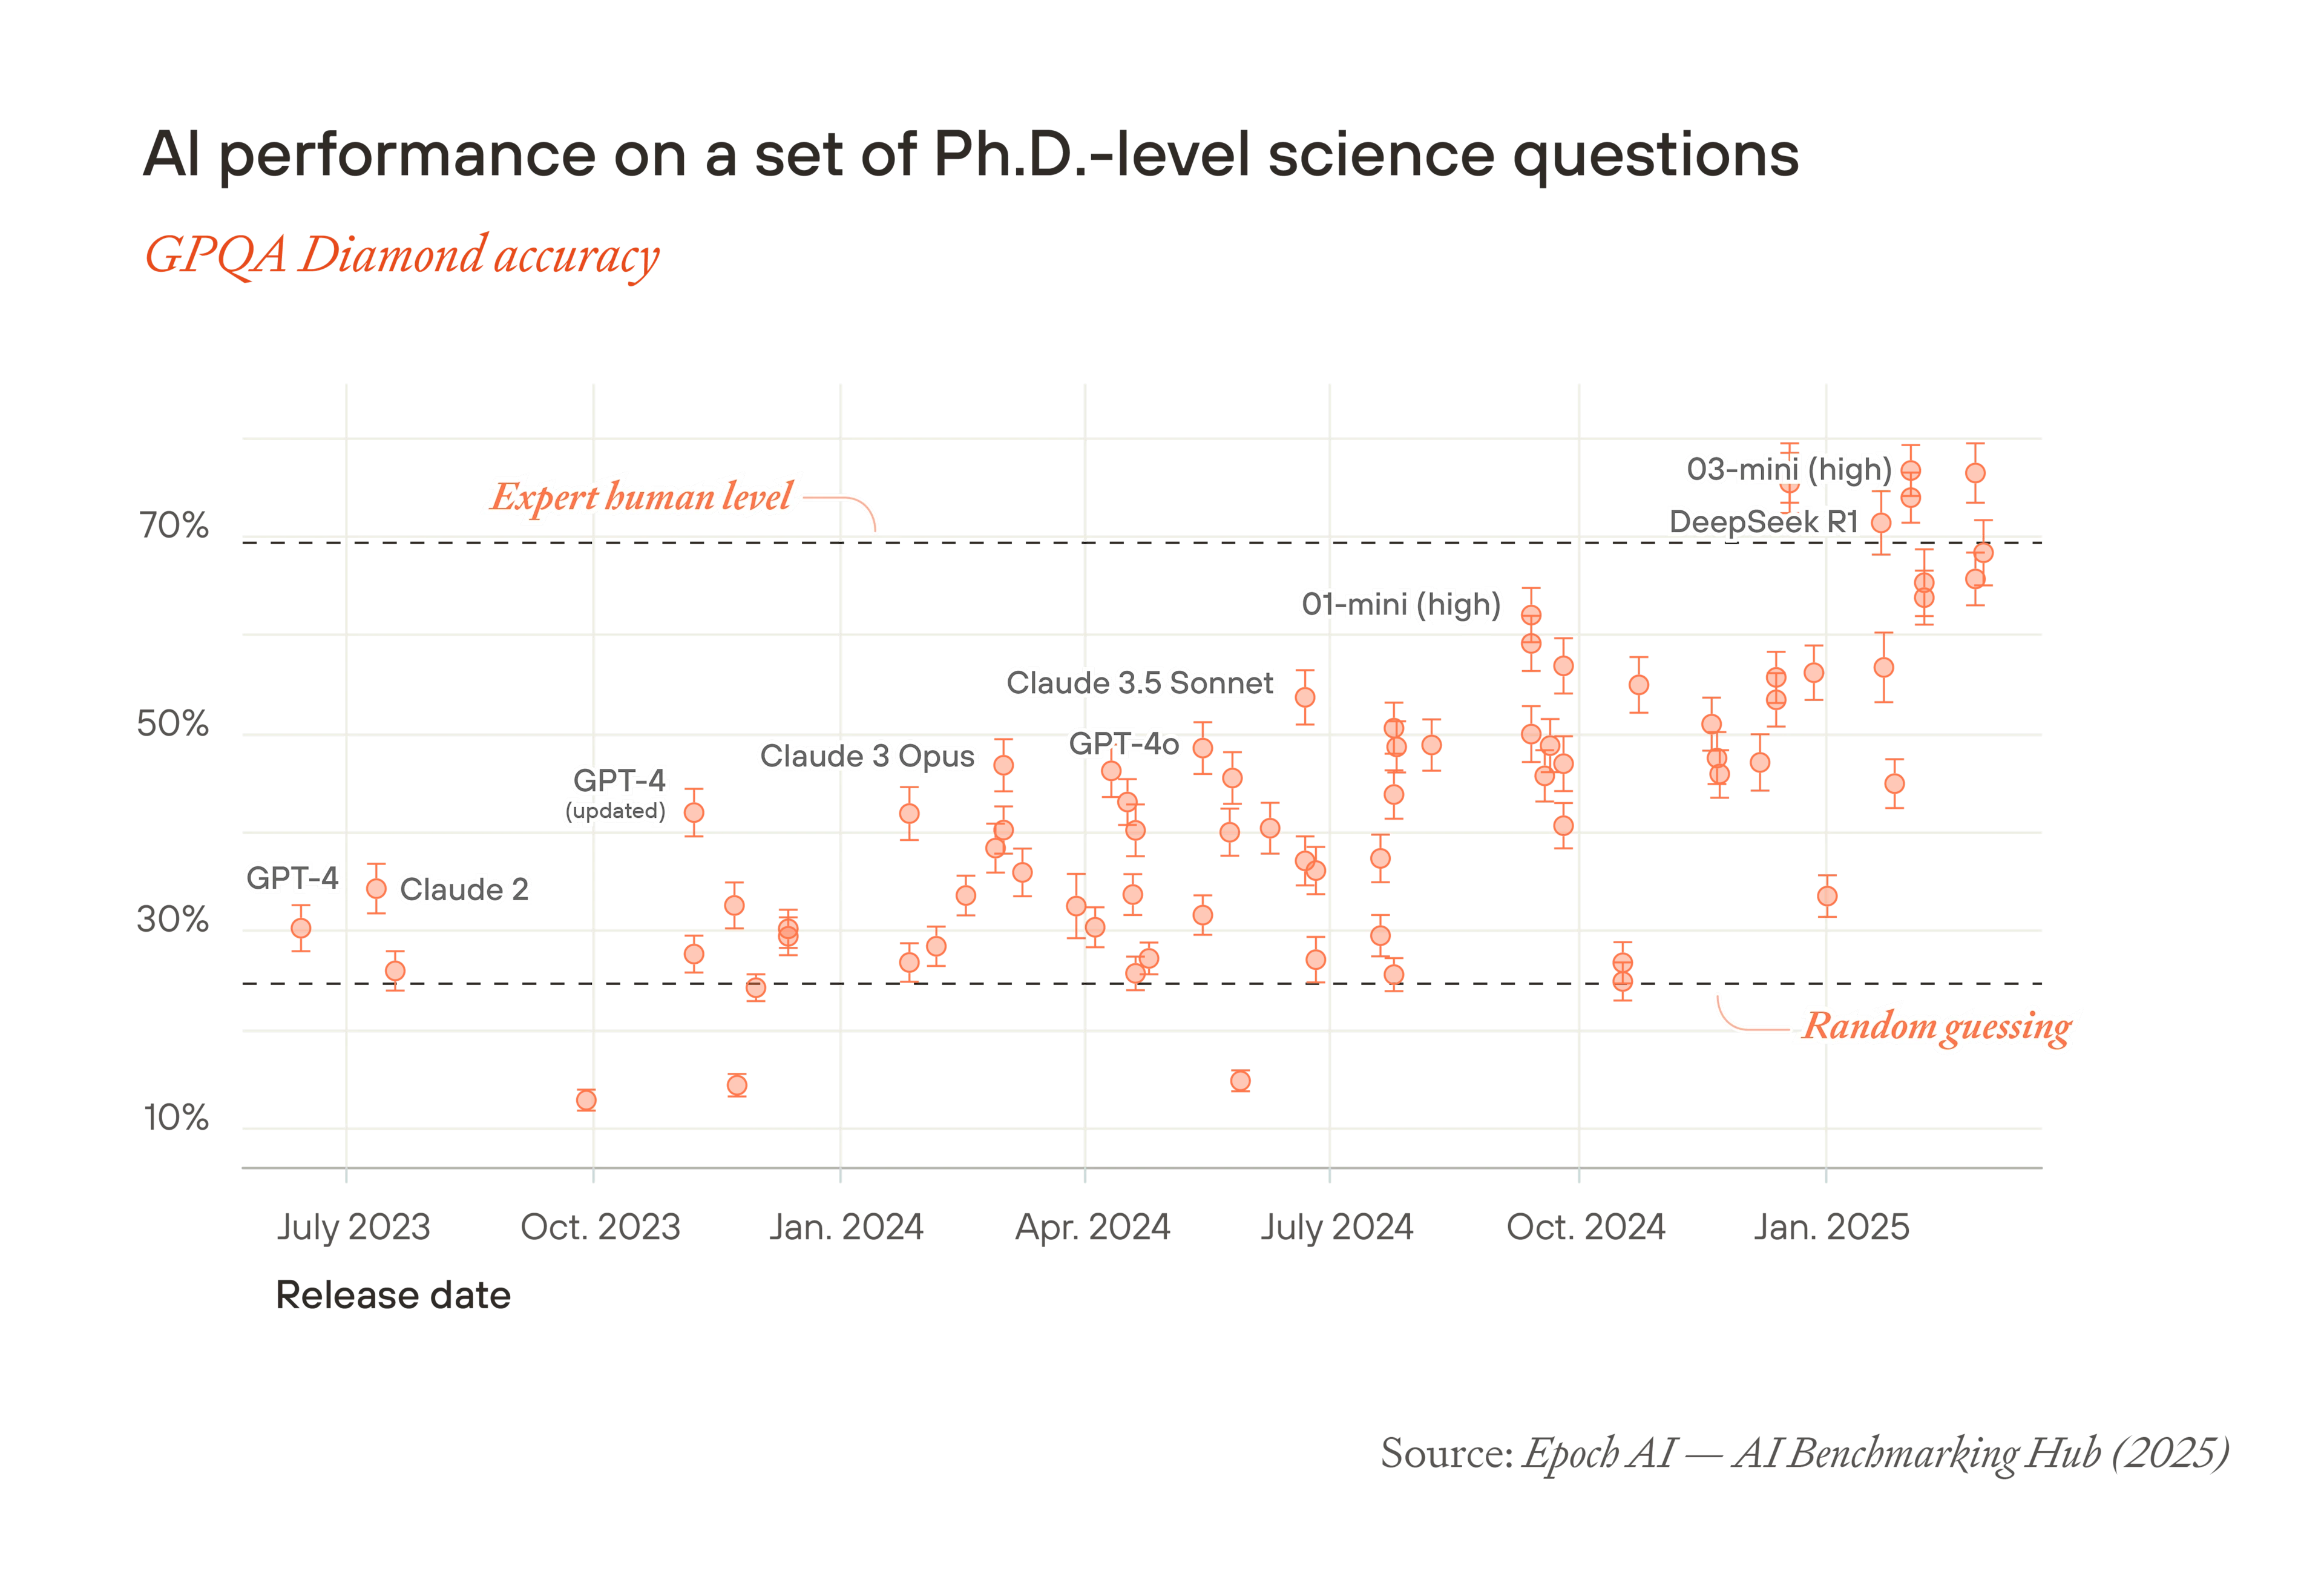 AI performance on a set of Ph.D.-level science questions
GPQA Diamond accuracy
03-mini (high)
Expert human level
70%
DeepSeek R1
01-mini (high)
Claude 3.5 Sonnet
50%
GPT-4o
Claude 3 Opus
GPT-4
(updated)
GPT-4
Claude 2
30%
Random guessing
10%
July 2023
Oct. 2023
Jan. 2024
Apr. 2024
July 2024
Oct. 2024
Jan. 2025
Release date
Source: Epoch AI — AI Benchmarking Hub (2025)